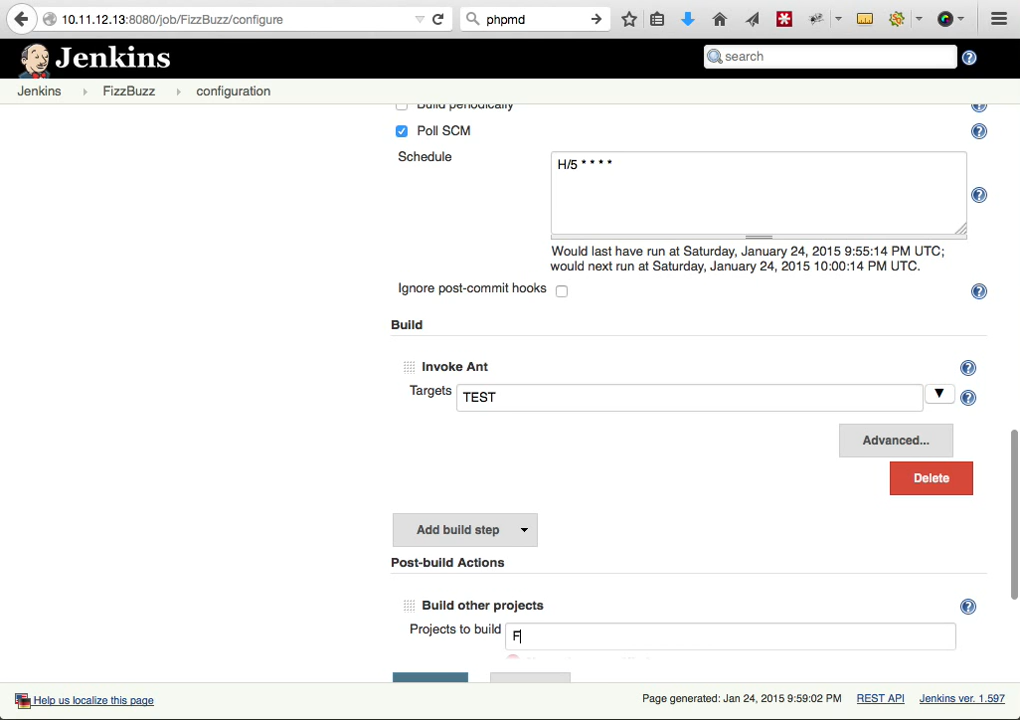 10.11.12.13:8080/job/FizzBuzz/configure
phpmd
Jenkins
search
Jenkins
FizzBuzz
configuration
Build periodically
Poll SCM
Schedule
H/5 * * * *
Would last have run at Saturday, January 24, 2015 9:55:14 PM UTC;
would next run at Saturday, January 24, 2015 10:00:14 PM UTC.
Ignore post-commit hooks
Build
Invoke Ant
Targets
TEST
Advanced...
Delete
Add build step
Post-build Actions
Build other projects
Projects to build
F
Help us localize this page
Page generated: Jan 24, 2015 9:59:02 PM
REST API
Jenkins ver. 1.597